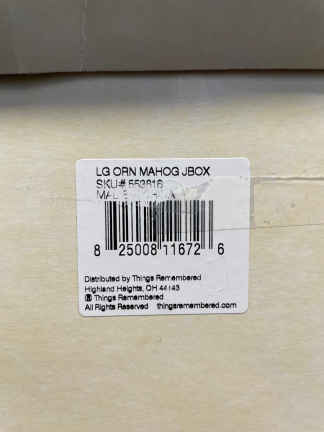 LG ORN MAHOG JBOX
SKU# 553816
8 25008 11672 6
Distributed by Things Remembered
Highland Heights, OH 44143
® Things Remembered
All Rights Reserved thingsremembered.com